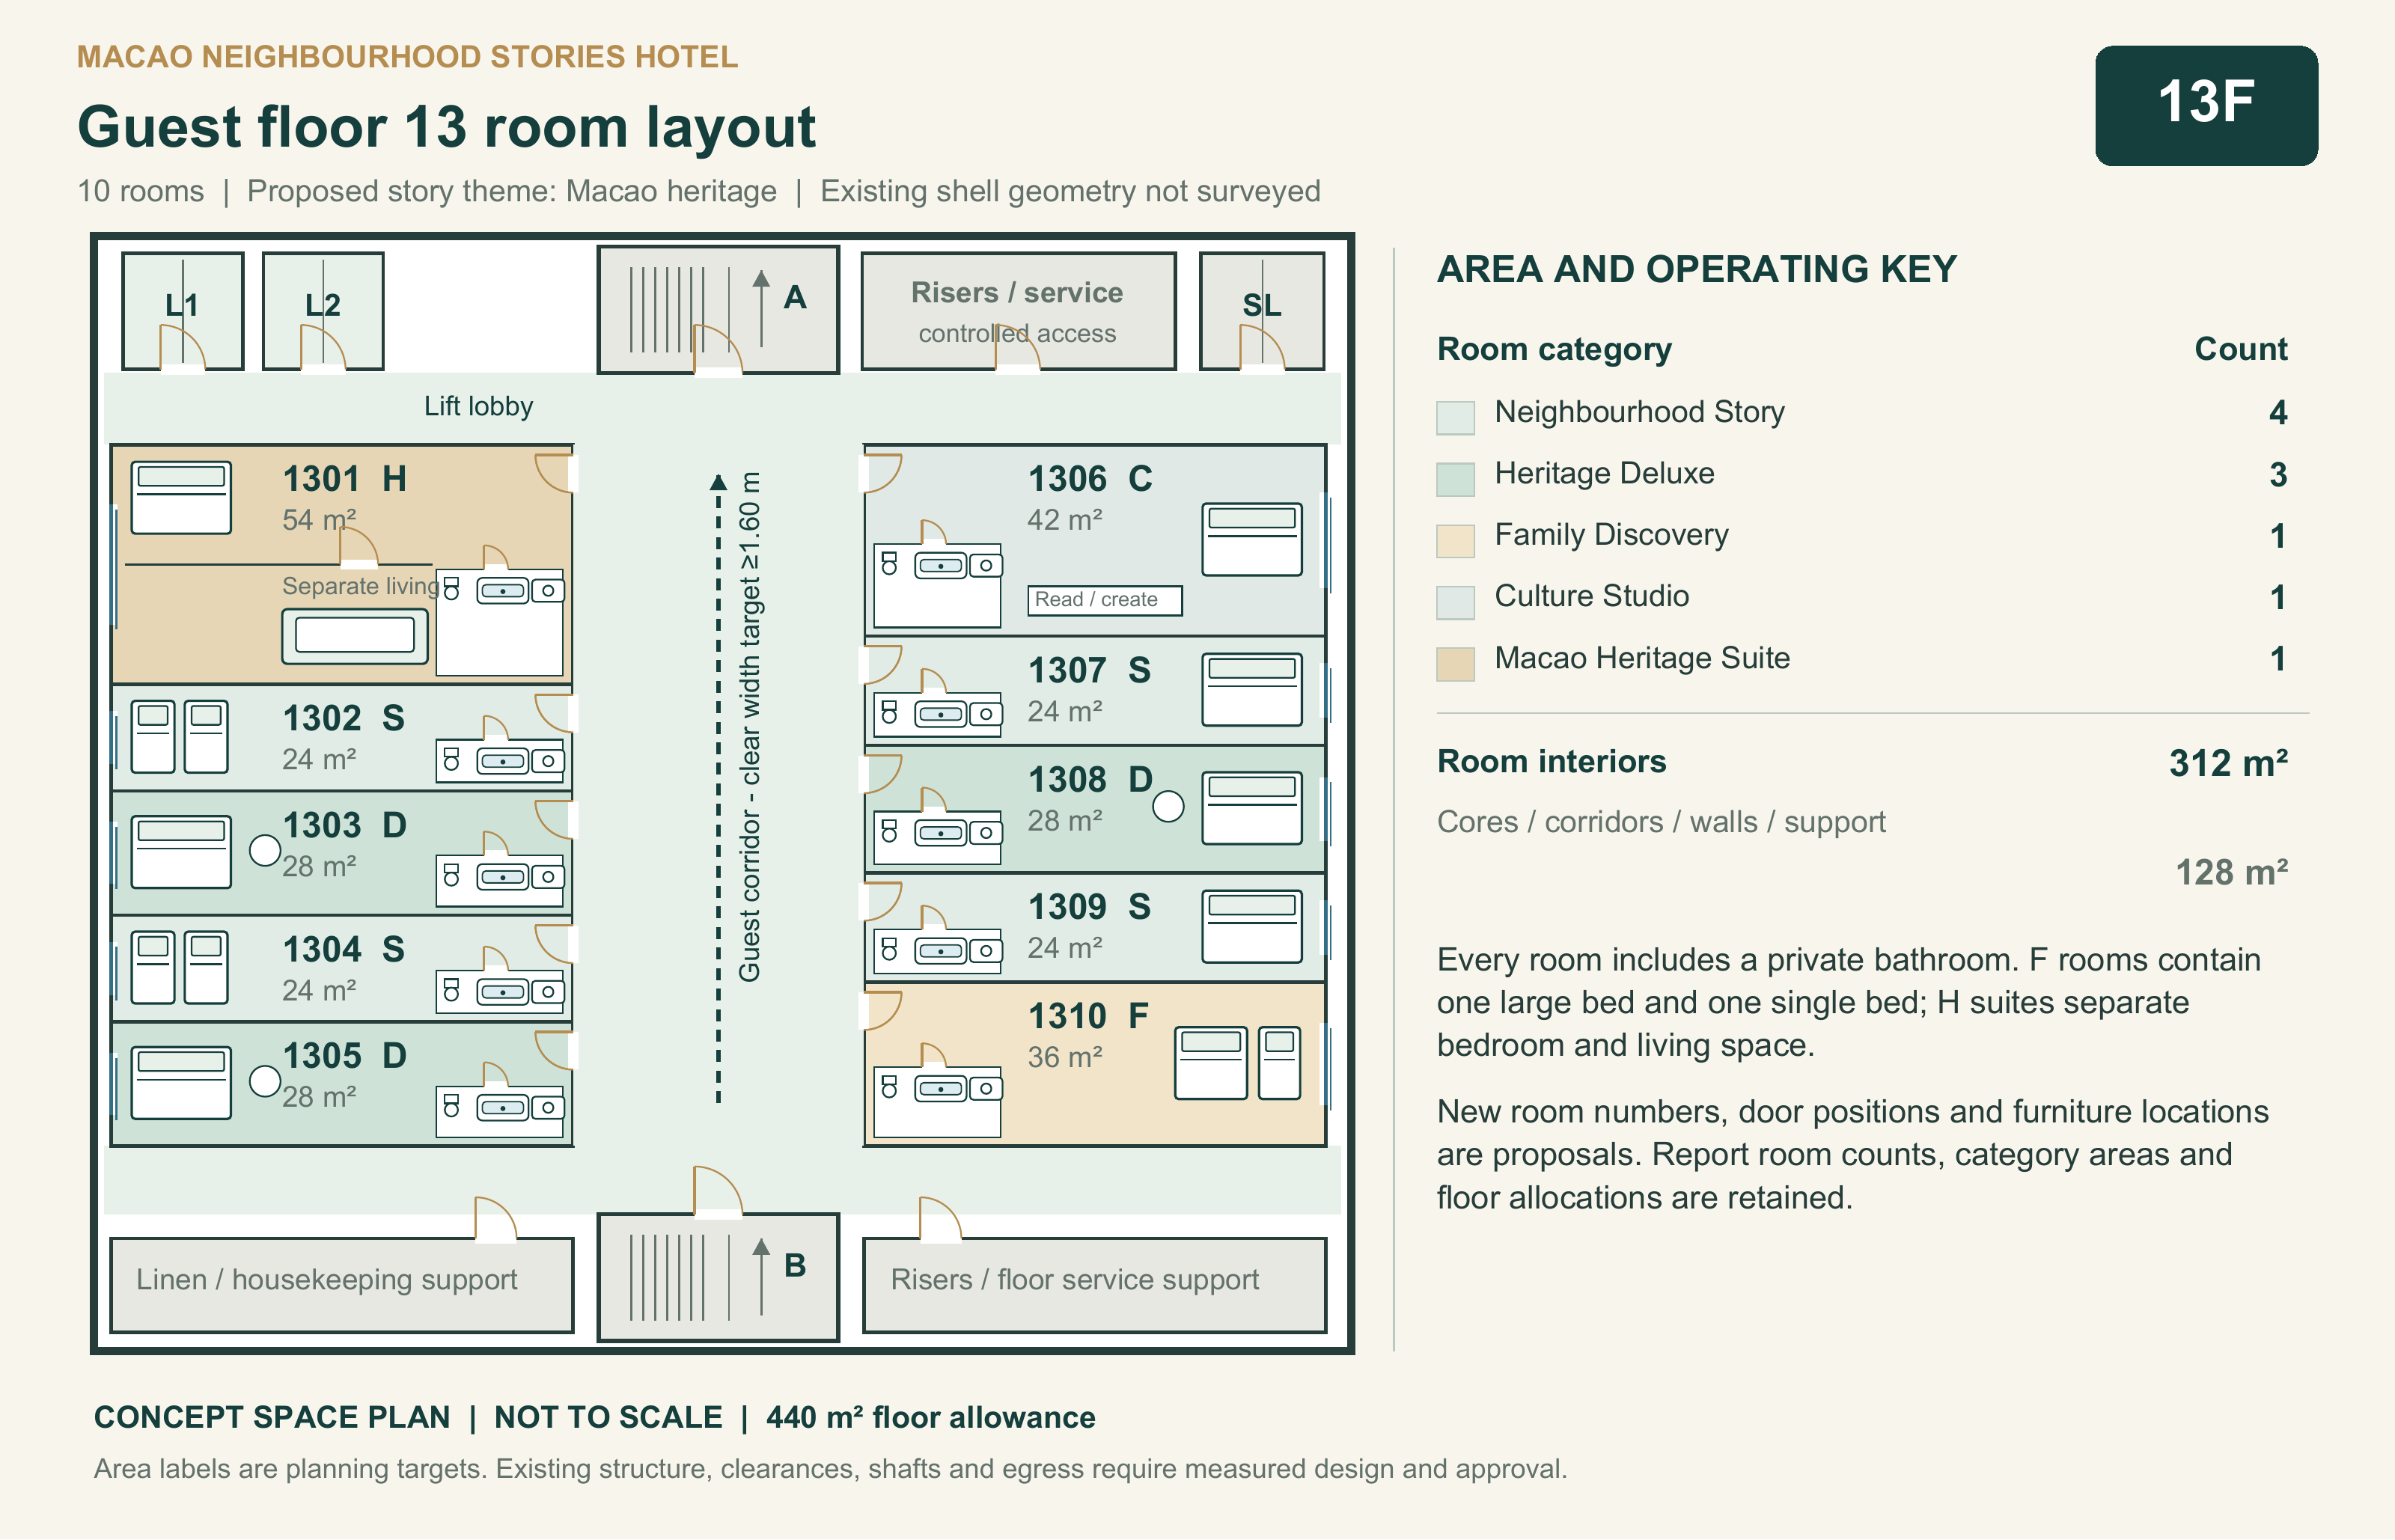 MACAO NEIGHBOURHOOD STORIES HOTEL
Guest floor 13 room layout
10 rooms | Proposed story theme: Macao heritage | Existing shell geometry not surveyed
13F
L1
L2
A
Risers / service
controlled access
SL
Lift lobby
1301 H
54 m²
Separate living
1302 S
24 m²
1303 D
28 m²
1304 S
24 m²
1305 D
28 m²
Guest corridor - clear width target ≥1.60 m
1306 C
42 m²
Read / create
1307 S
24 m²
1308 D
28 m²
1309 S
24 m²
1310 F
36 m²
Linen / housekeeping support
B
Risers / floor service support
AREA AND OPERATING KEY
Room category Count
Neighbourhood Story 4
Heritage Deluxe 3
Family Discovery 1
Culture Studio 1
Macao Heritage Suite 1
Room interiors 312 m²
Cores / corridors / walls / support
128 m²
Every room includes a private bathroom. F rooms contain
one large bed and one single bed; H suites separate
bedroom and living space.
New room numbers, door positions and furniture locations
are proposals. Report room counts, category areas and
floor allocations are retained.
CONCEPT SPACE PLAN | NOT TO SCALE | 440 m² floor allowance
Area labels are planning targets. Existing structure, clearances, shafts and egress require measured design and approval.